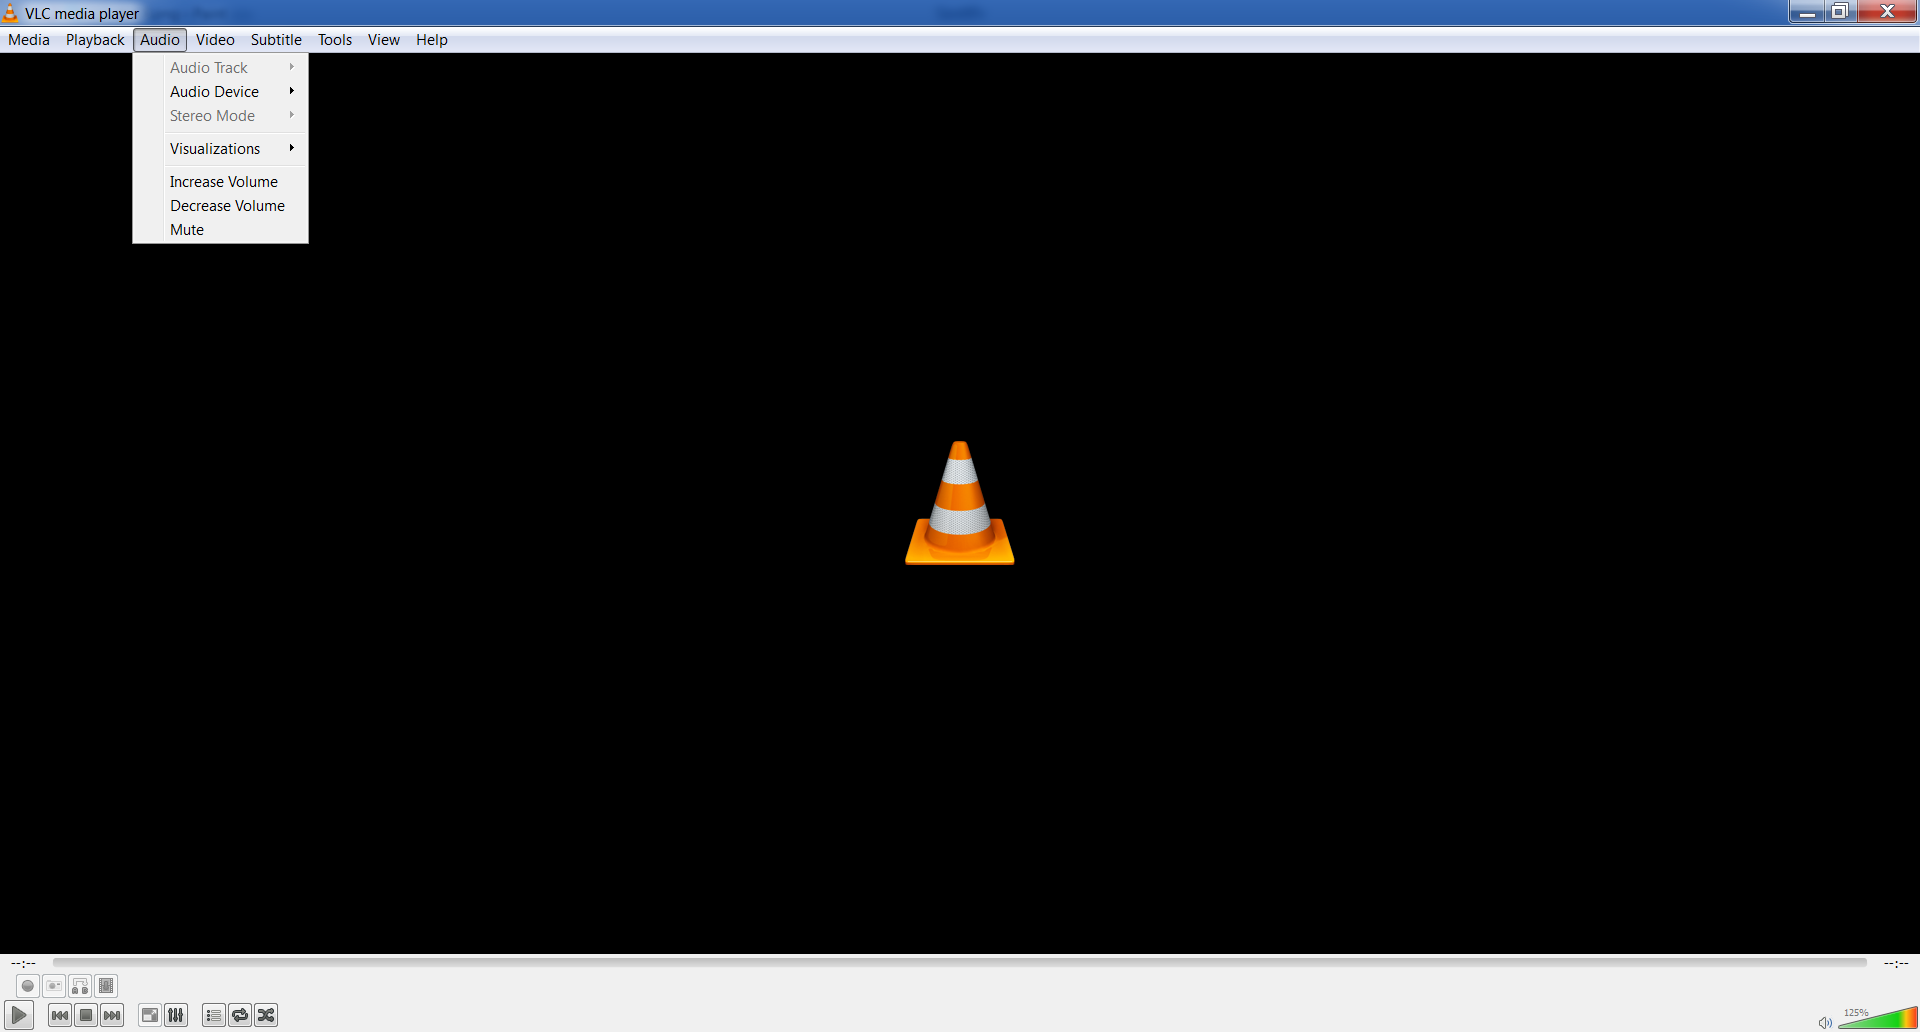 VLC media player
Media Playback Audio Video Subtitle Tools View Help
Audio Track
Audio Device
Stereo Mode
Visualizations
Increase Volume
Decrease Volume
Mute
--:-- --:--
125%